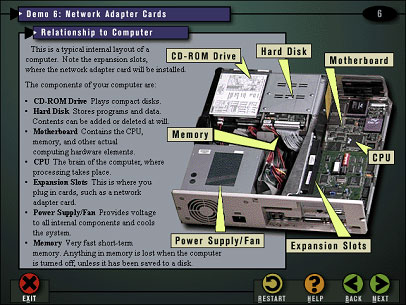 Demo 6: Network Adapter Cards
6
Relationship to Computer
This is a typical internal layout of a
computer. Note the expansion slots,
where the network adapter card will be installed.
The components of your computer are:
• CD-ROM Drive Plays compact disks.
• Hard Disk Stores programs and data.
Contents can be added or deleted at will.
• Motherboard Contains the CPU,
memory, and other actual
computing hardware elements.
• CPU The brain of the computer, where
processing takes place.
• Expansion Slots This is where you
plug in cards, such as a network
adapter card.
• Power Supply/Fan Provides voltage
to all internal components and cools
the system.
• Memory Very fast short-term
memory. Anything in memory is lost when the computer
is turned off, unless it has been saved to a disk.
CD-ROM Drive
Hard Disk
Motherboard
Memory
CPU
Power Supply/Fan
Expansion Slots
EXIT
RESTART
?
HELP
BACK
NEXT